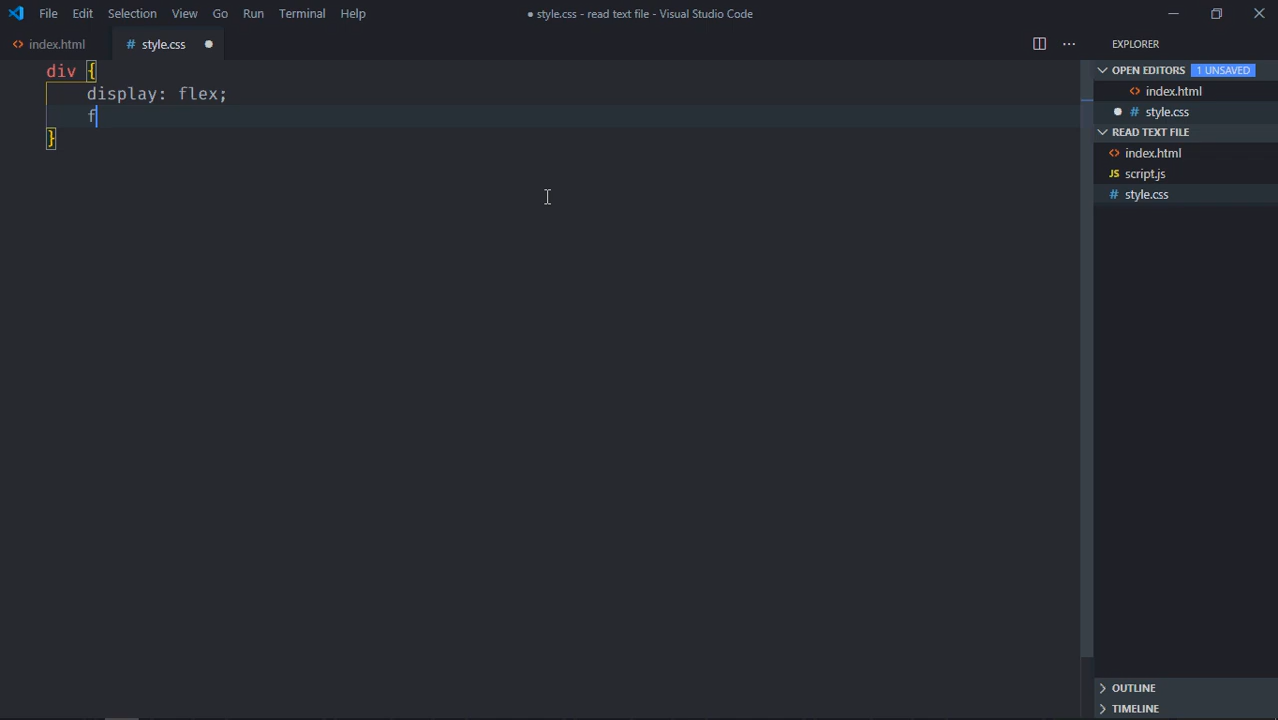 File Edit Selection View Go Run Terminal Help
● style.css - read text file - Visual Studio Code
<> index.html
# style.css ●
EXPLORER
div {
display: flex;
f
}
OPEN EDITORS 1 UNSAVED
<> index.html
● # style.css
READ TEXT FILE
<> index.html
JS script.js
# style.css
OUTLINE
TIMELINE